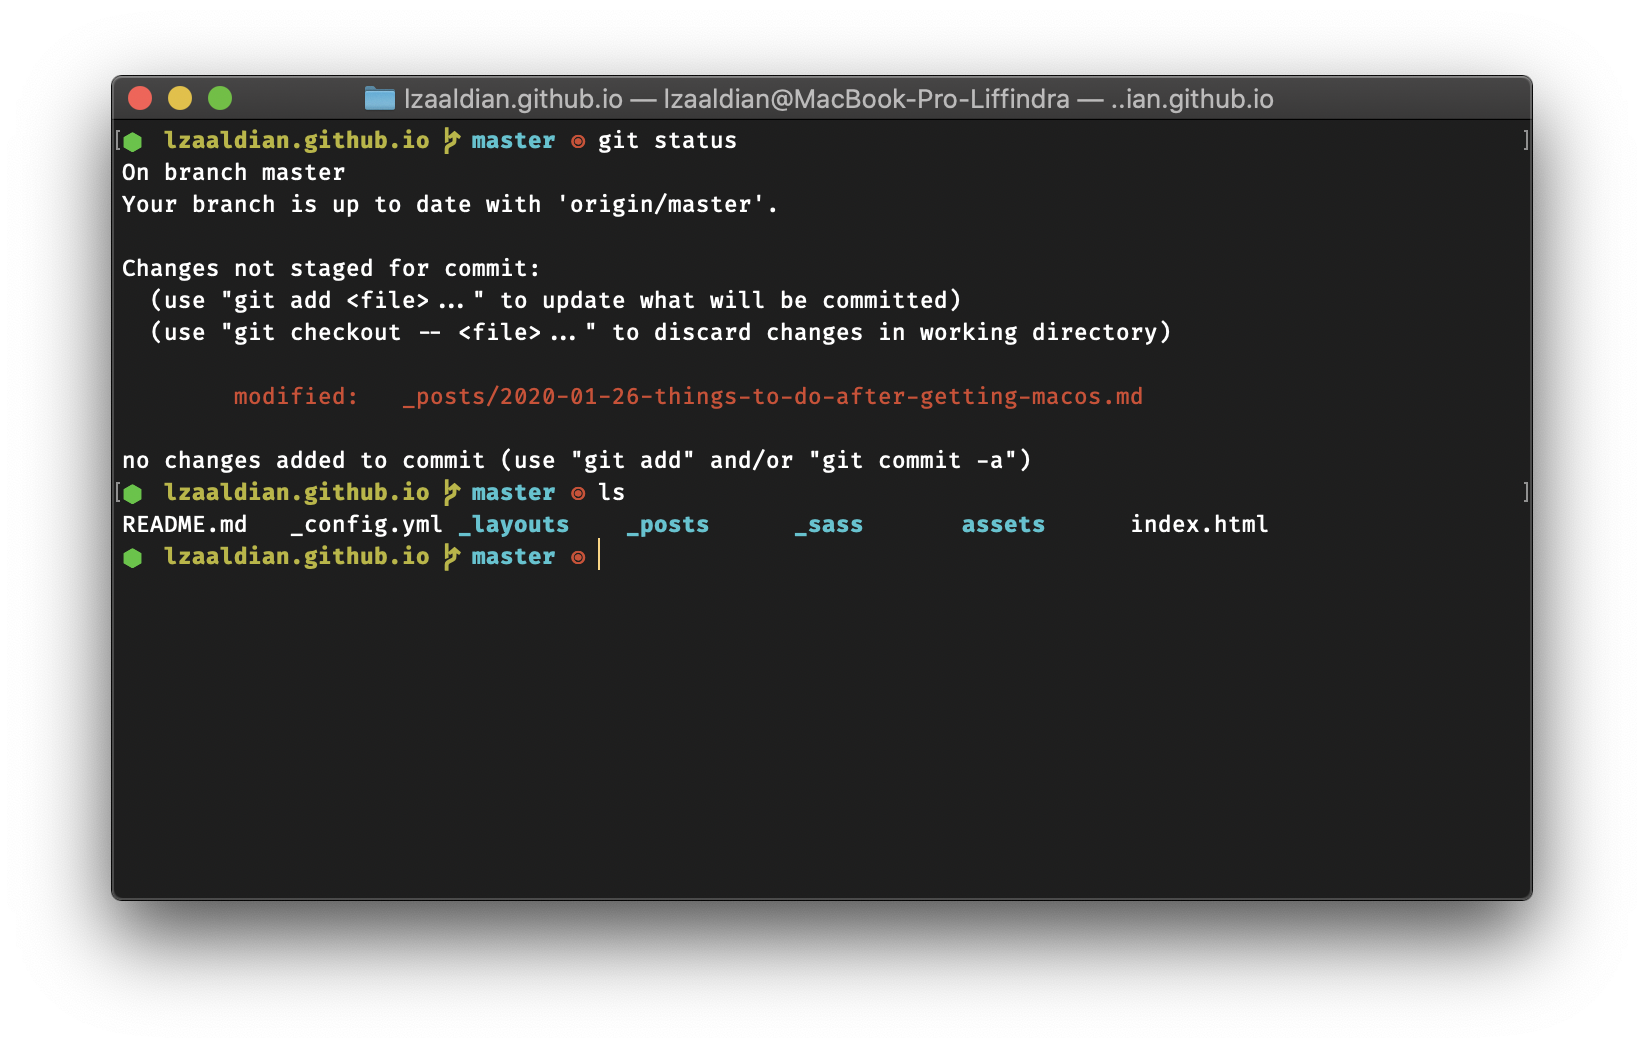 lzaaldian.github.io — lzaaldian@MacBook-Pro-Liffindra — ..ian.github.io
[⬢ lzaaldian.github.io master ⊙ git status ]
On branch master
Your branch is up to date with 'origin/master'.
Changes not staged for commit:
(use "git add <file>..." to update what will be committed)
(use "git checkout -- <file>..." to discard changes in working directory)
modified: _posts/2020-01-26-things-to-do-after-getting-macos.md
no changes added to commit (use "git add" and/or "git commit -a")
[⬢ lzaaldian.github.io master ⊙ ls ]
README.md _config.yml _layouts _posts _sass assets index.html
⬢ lzaaldian.github.io master ⊙